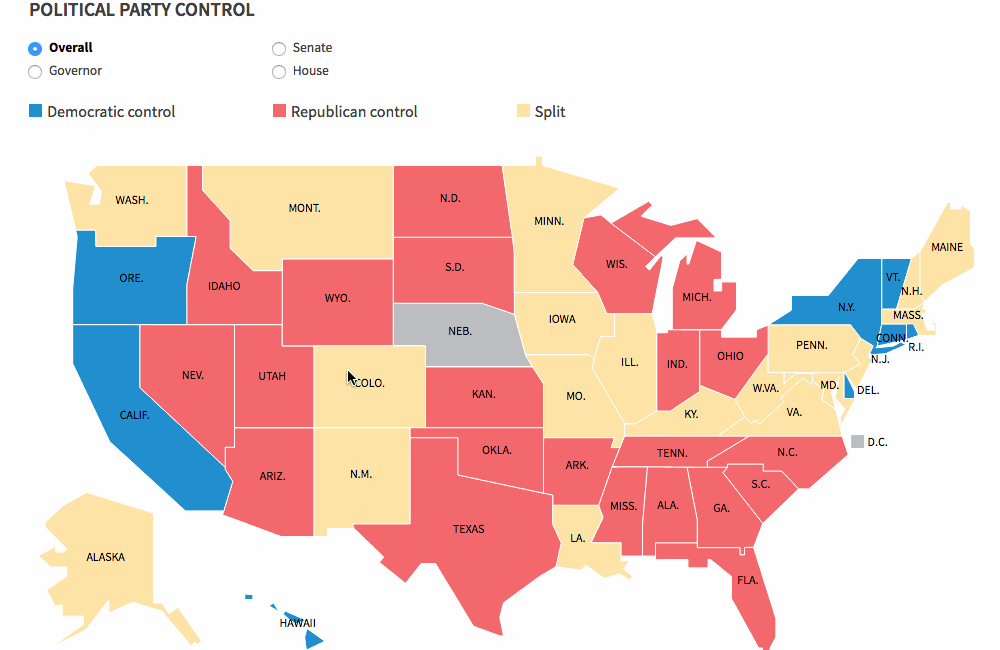 POLITICAL PARTY CONTROL
Overall Senate
Governor House
Democratic control Republican control Split
WASH.
MONT.
N.D.
MINN.
MAINE
ORE.
IDAHO
WYO.
S.D.
WIS.
MICH.
VT.
N.H.
N.Y.
MASS.
NEB.
IOWA
CONN.
R.I.
N.J.
PENN.
NEV.
UTAH
COLO.
KAN.
MO.
ILL.
IND.
OHIO
W.VA.
MD.
DEL.
CALIF.
KY.
VA.
D.C.
ARIZ.
N.M.
OKLA.
ARK.
TENN.
N.C.
S.C.
TEXAS
MISS.
ALA.
GA.
LA.
ALASKA
FLA.
HAWAII